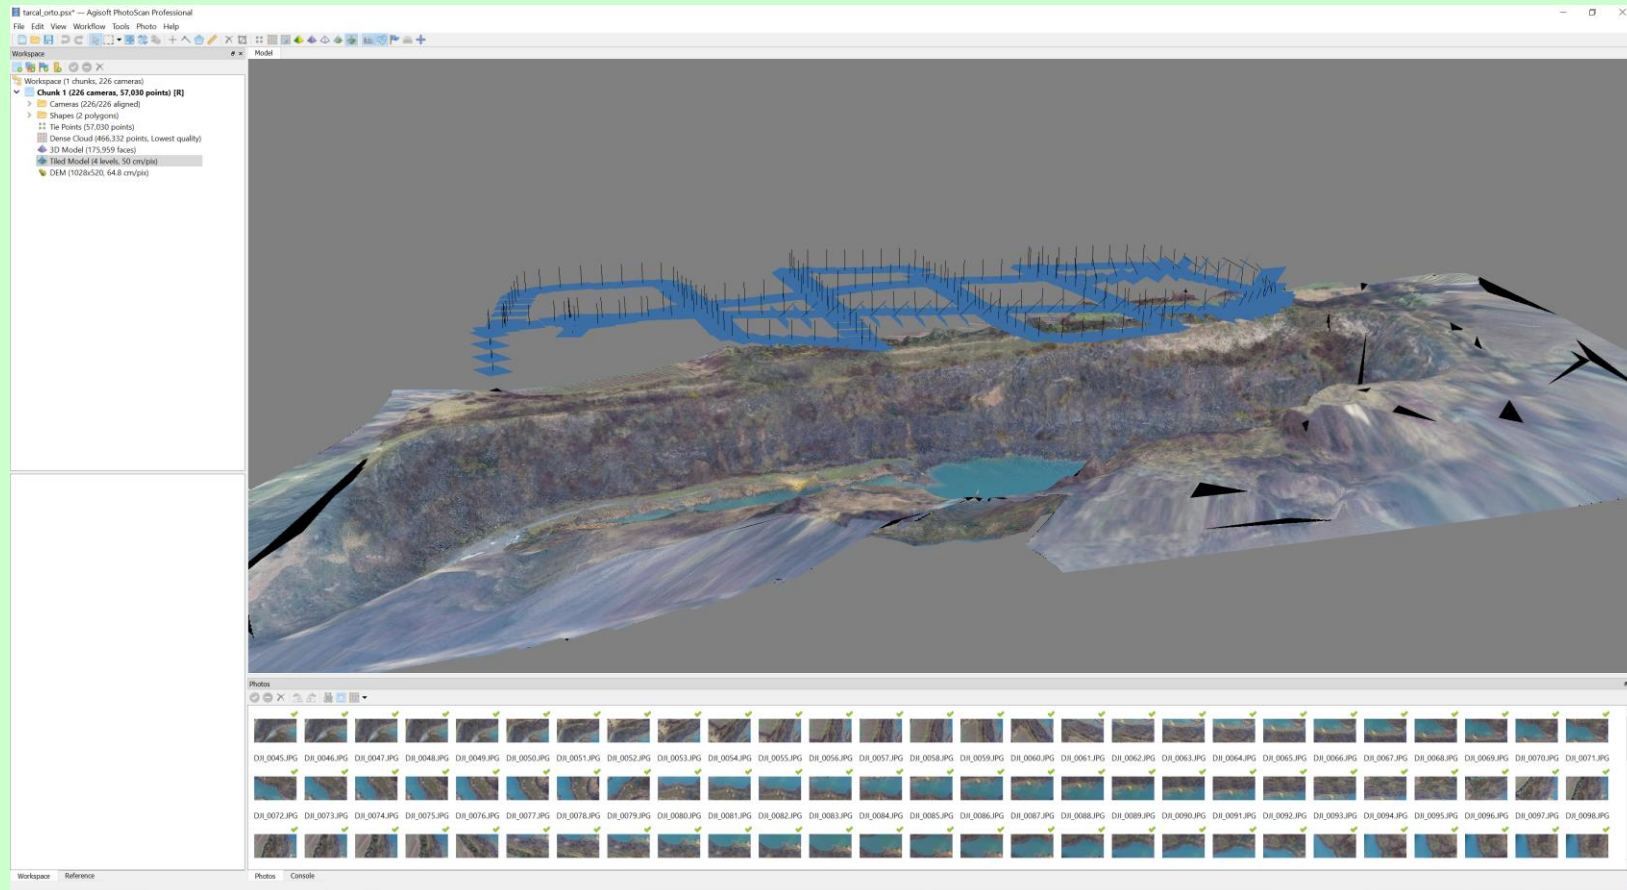 tarcal_orto.psx* — Agisoft PhotoScan Professional
File Edit View Workflow Tools Photo Help
Workspace
Model
Workspace (1 chunks, 226 cameras)
Chunk 1 (226 cameras, 57,030 points) [R]
Cameras (226/226 aligned)
Shapes (2 polygons)
Tie Points (57,030 points)
Dense Cloud (466,332 points, Lowest quality)
3D Model (175,959 faces)
Tiled Model (4 levels, 50 cm/pix)
DEM (1028x520, 64.8 cm/pix)
Photos
DJI_0045.JPG DJI_0046.JPG DJI_0047.JPG DJI_0048.JPG DJI_0049.JPG DJI_0050.JPG DJI_0051.JPG DJI_0052.JPG DJI_0053.JPG DJI_0054.JPG DJI_0055.JPG DJI_0056.JPG DJI_0057.JPG DJI_0058.JPG DJI_0059.JPG DJI_0060.JPG DJI_0061.JPG DJI_0062.JPG DJI_0063.JPG DJI_0064.JPG DJI_0065.JPG DJI_0066.JPG DJI_0067.JPG DJI_0068.JPG DJI_0069.JPG DJI_0070.JPG DJI_0071.JPG
DJI_0072.JPG DJI_0073.JPG DJI_0074.JPG DJI_0075.JPG DJI_0076.JPG DJI_0077.JPG DJI_0078.JPG DJI_0079.JPG DJI_0080.JPG DJI_0081.JPG DJI_0082.JPG DJI_0083.JPG DJI_0084.JPG DJI_0085.JPG DJI_0086.JPG DJI_0087.JPG DJI_0088.JPG DJI_0089.JPG DJI_0090.JPG DJI_0091.JPG DJI_0092.JPG DJI_0093.JPG DJI_0094.JPG DJI_0095.JPG DJI_0096.JPG DJI_0097.JPG DJI_0098.JPG
Workspace Reference
Photos Console